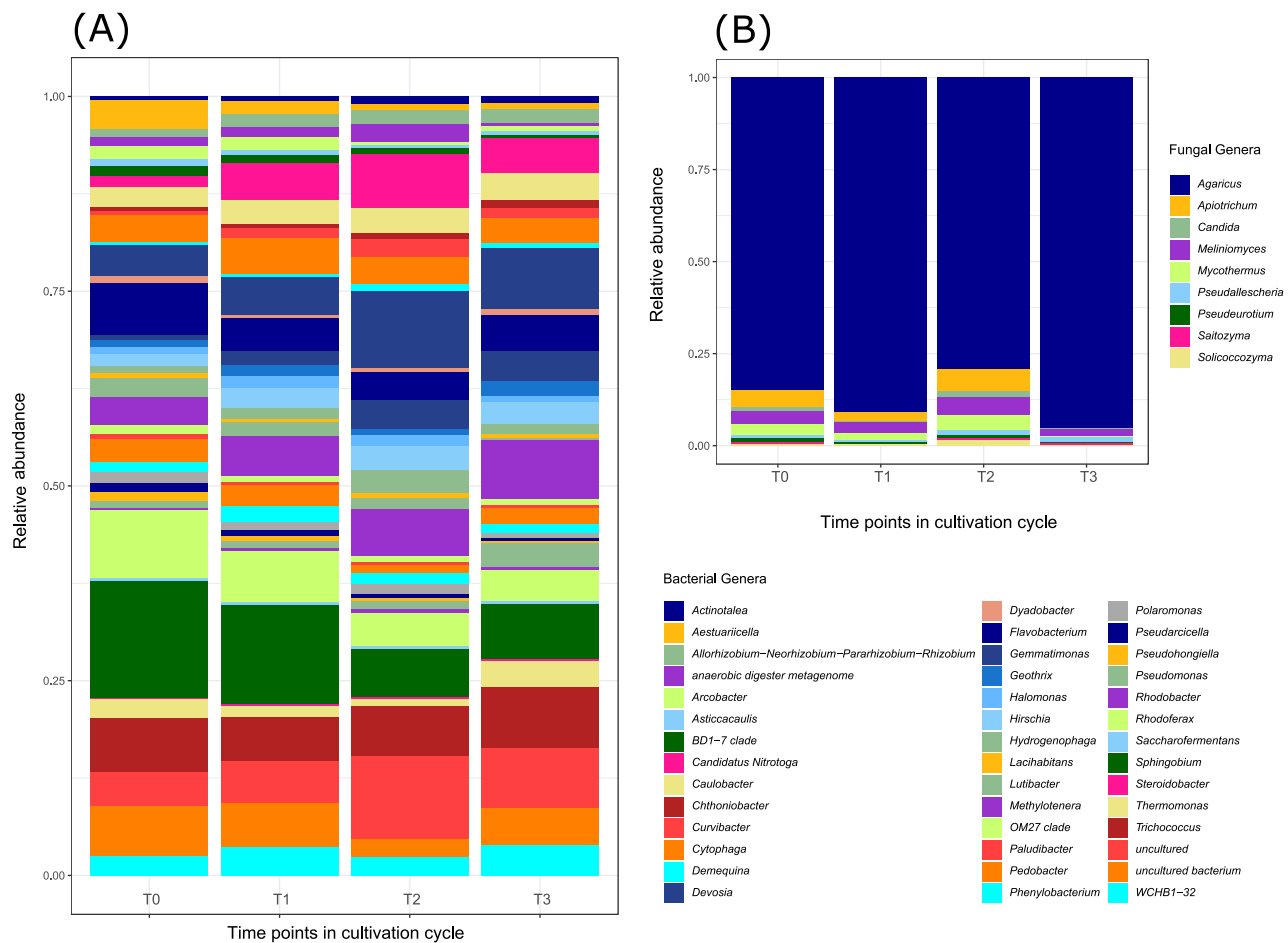 (A)
(B)
Relative abundance
1.00
0.75
0.50
0.25
0.00
T0
T1
T2
T3
Time points in cultivation cycle
Relative abundance
1.00
0.75
0.50
0.25
0.00
T0
T1
T2
T3
Time points in cultivation cycle
Fungal Genera
Agaricus
Apiotrichum
Candida
Meliniomyces
Mycothermus
Pseudallescheria
Pseudeurotium
Saitozyma
Solicoccozyma
Bacterial Genera
Actinotalea
Aestuariicella
Allorhizobium−Neorhizobium−Pararhizobium−Rhizobium
anaerobic digester metagenome
Arcobacter
Asticcacaulis
BD1−7 clade
Candidatus Nitrotoga
Caulobacter
Chthoniobacter
Curvibacter
Cytophaga
Demequina
Devosia
Dyadobacter
Flavobacterium
Gemmatimonas
Geothrix
Halomonas
Hirschia
Hydrogenophaga
Lacihabitans
Lutibacter
Methylotenera
OM27 clade
Paludibacter
Pedobacter
Phenylobacterium
Polaromonas
Pseudarcicella
Pseudohongiella
Pseudomonas
Rhodobacter
Rhodoferax
Saccharofermentans
Sphingobium
Steroidobacter
Thermomonas
Trichococcus
uncultured
uncultured bacterium
WCHB1−32